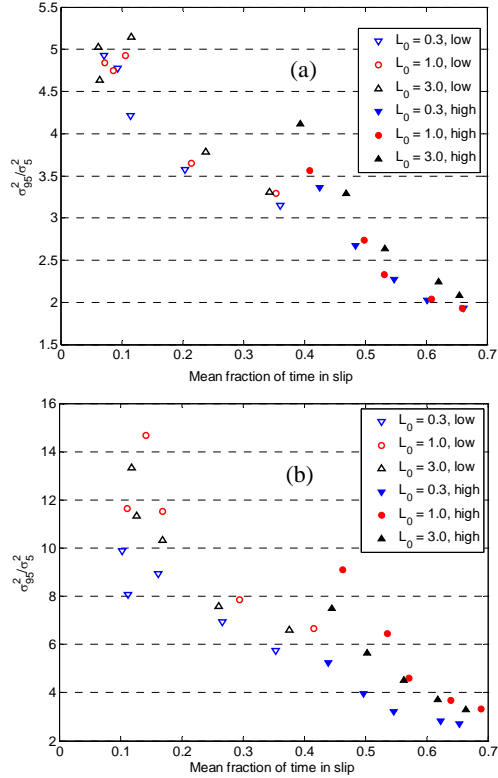 5.5
5
4.5
4
3.5
3
2.5
2
1.5
σ²₉₅/σ²₅
(a)
L₀ = 0.3, low
L₀ = 1.0, low
L₀ = 3.0, low
L₀ = 0.3, high
L₀ = 1.0, high
L₀ = 3.0, high
0 0.1 0.2 0.3 0.4 0.5 0.6 0.7
Mean fraction of time in slip
16
14
12
10
8
6
4
2
σ²₉₅/σ²₅
(b)
L₀ = 0.3, low
L₀ = 1.0, low
L₀ = 3.0, low
L₀ = 0.3, high
L₀ = 1.0, high
L₀ = 3.0, high
0 0.1 0.2 0.3 0.4 0.5 0.6 0.7
Mean fraction of time in slip